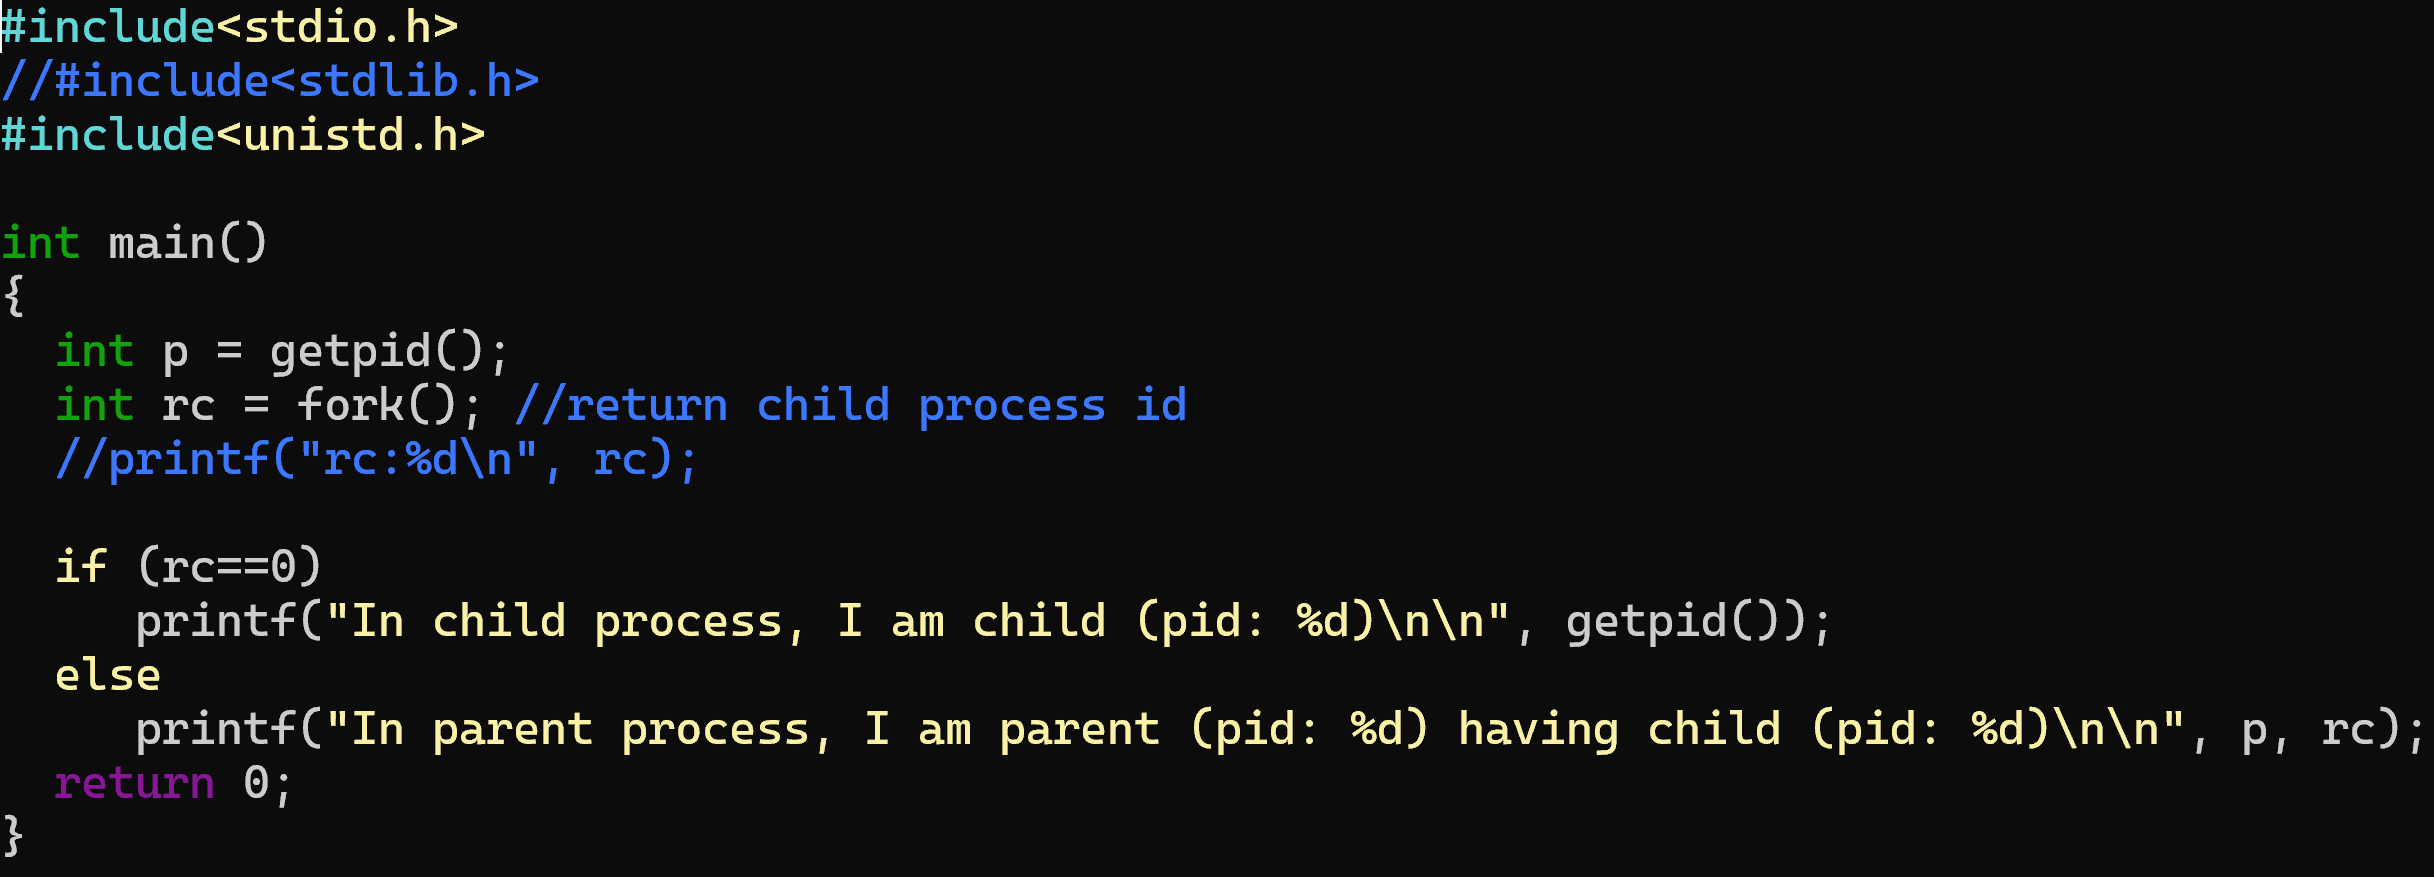 #include<stdio.h>
//#include<stdlib.h>
#include<unistd.h>

int main()
{
  int p = getpid();
  int rc = fork(); //return child process id
  //printf("rc:%d\n", rc);

  if (rc==0)
     printf("In child process, I am child (pid: %d)\n\n", getpid());
  else
     printf("In parent process, I am parent (pid: %d) having child (pid: %d)\n\n", p, rc);
  return 0;
}